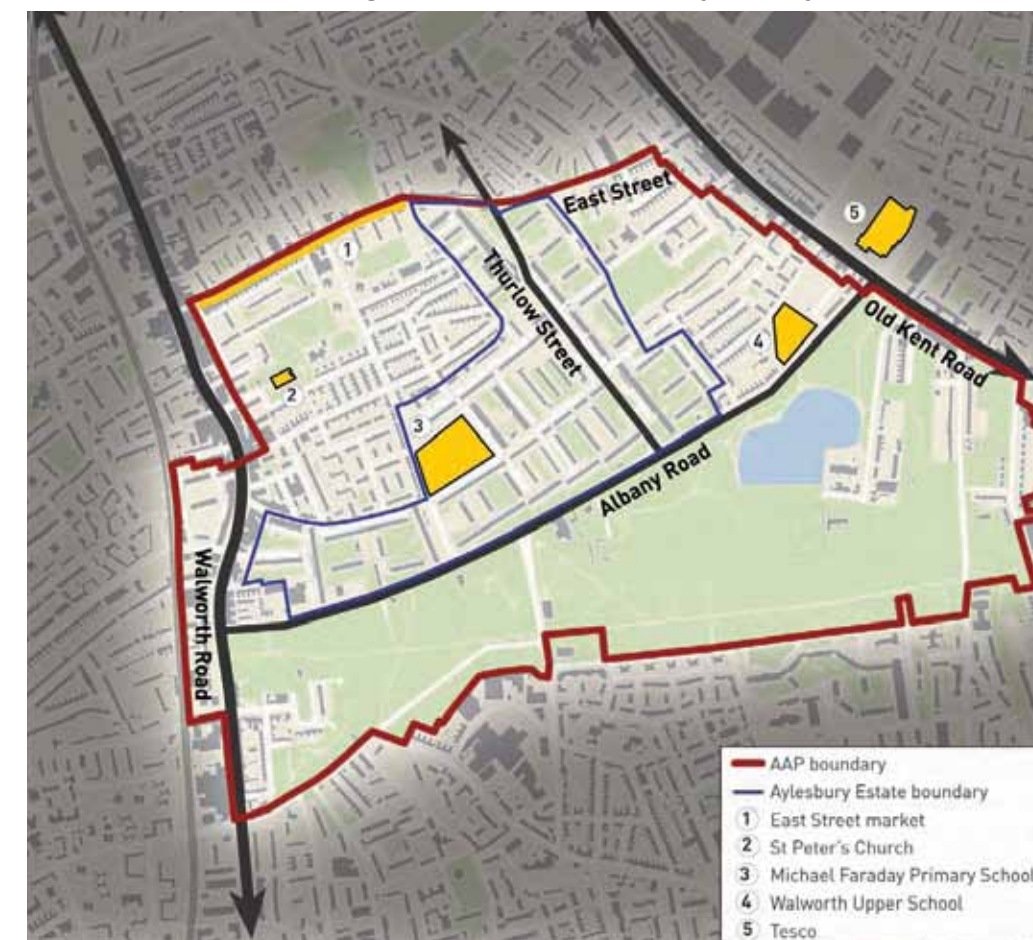 East Street
5
1
Thurlow Street
Old Kent Road
4
2
3
Albany Road
Walworth Road
AAP boundary
Aylesbury Estate boundary
1 East Street market
2 St Peter's Church
3 Michael Faraday Primary School
4 Walworth Upper School
5 Tesco